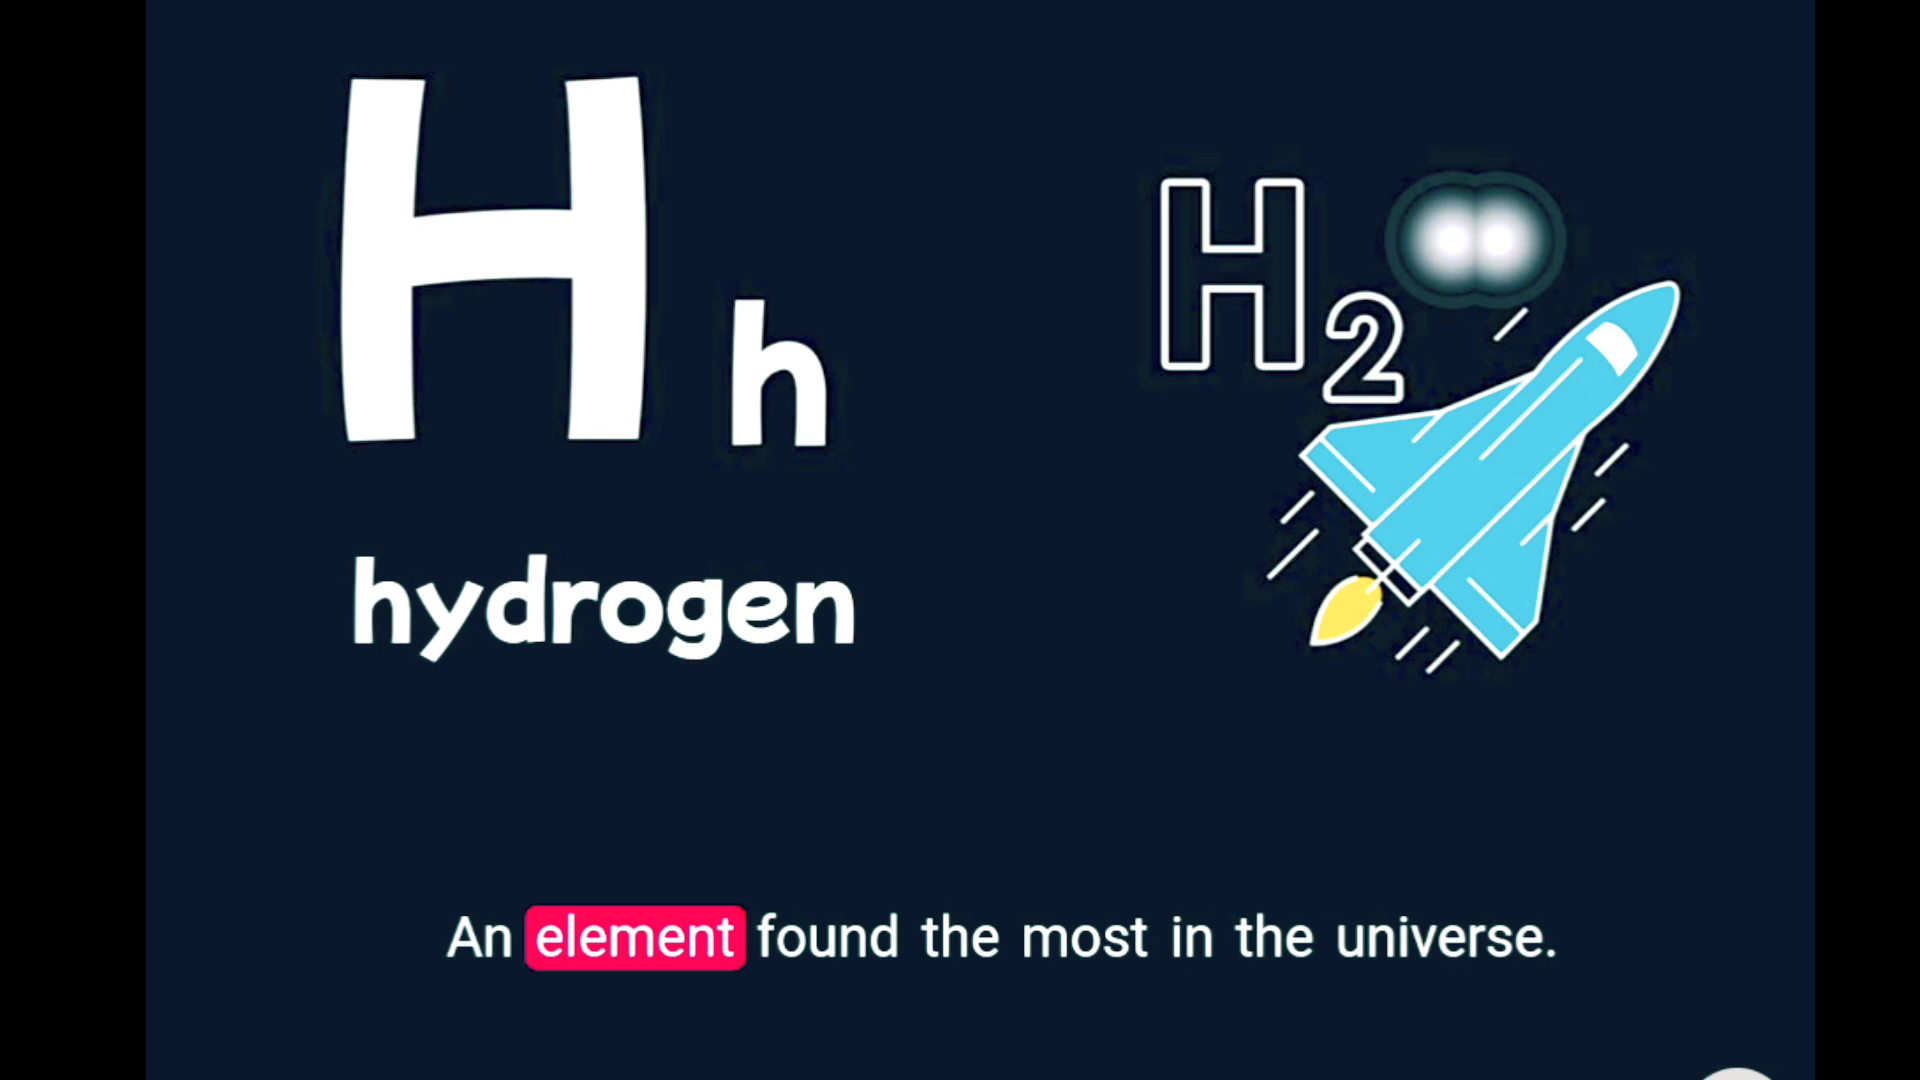 H h
H2
hydrogen
An element found the most in the universe.